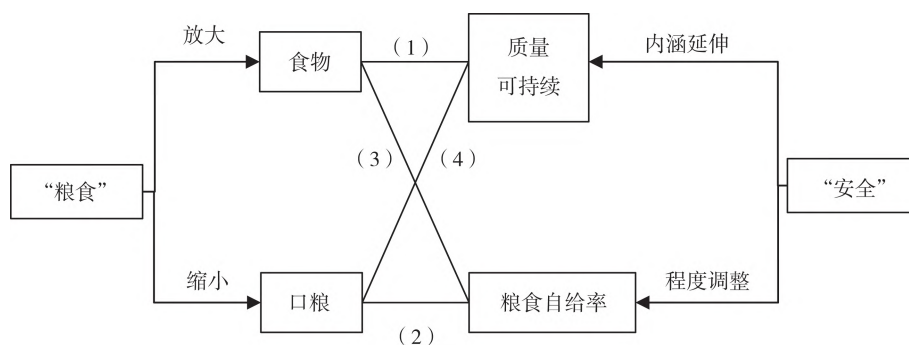 放大
食物
（1）
质量
可持续
内涵延伸
（3）
（4）
“粮食”
“安全”
缩小
口粮
（2）
粮食自给率
程度调整